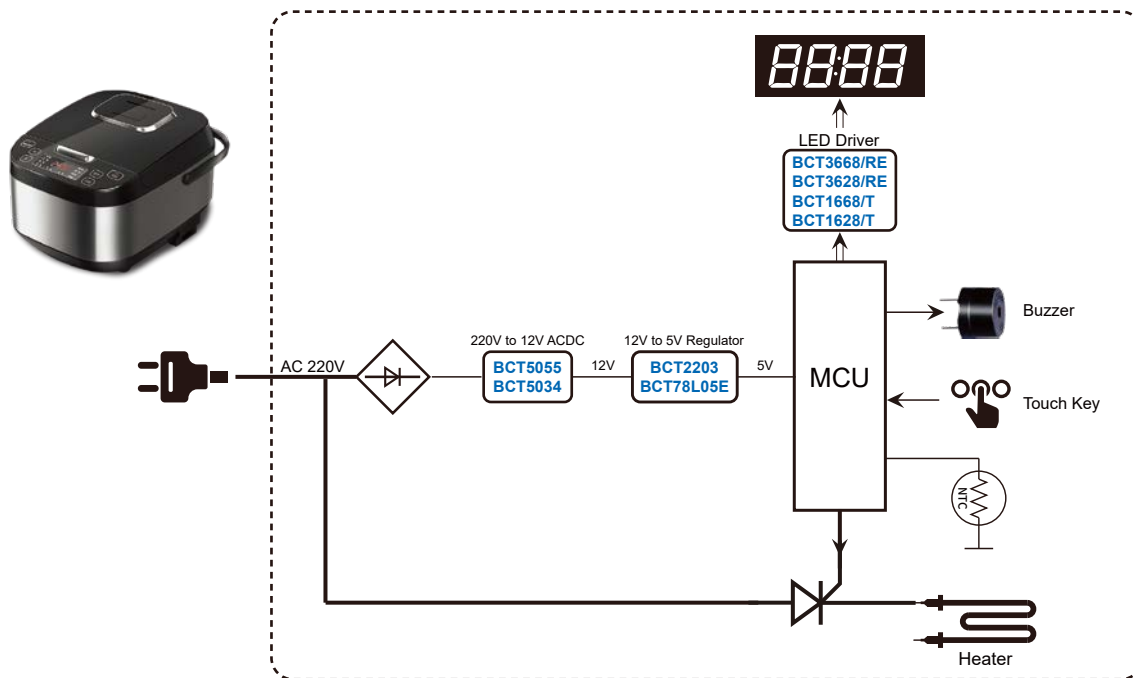 88:88
LED Driver
BCT3668/RE
BCT3628/RE
BCT1668/T
BCT1628/T
Buzzer
220V to 12V ACDC
12V to 5V Regulator
AC 220V
BCT5055
BCT5034
12V
BCT2203
BCT78L05E
5V
MCU
Touch Key
NTC
Heater